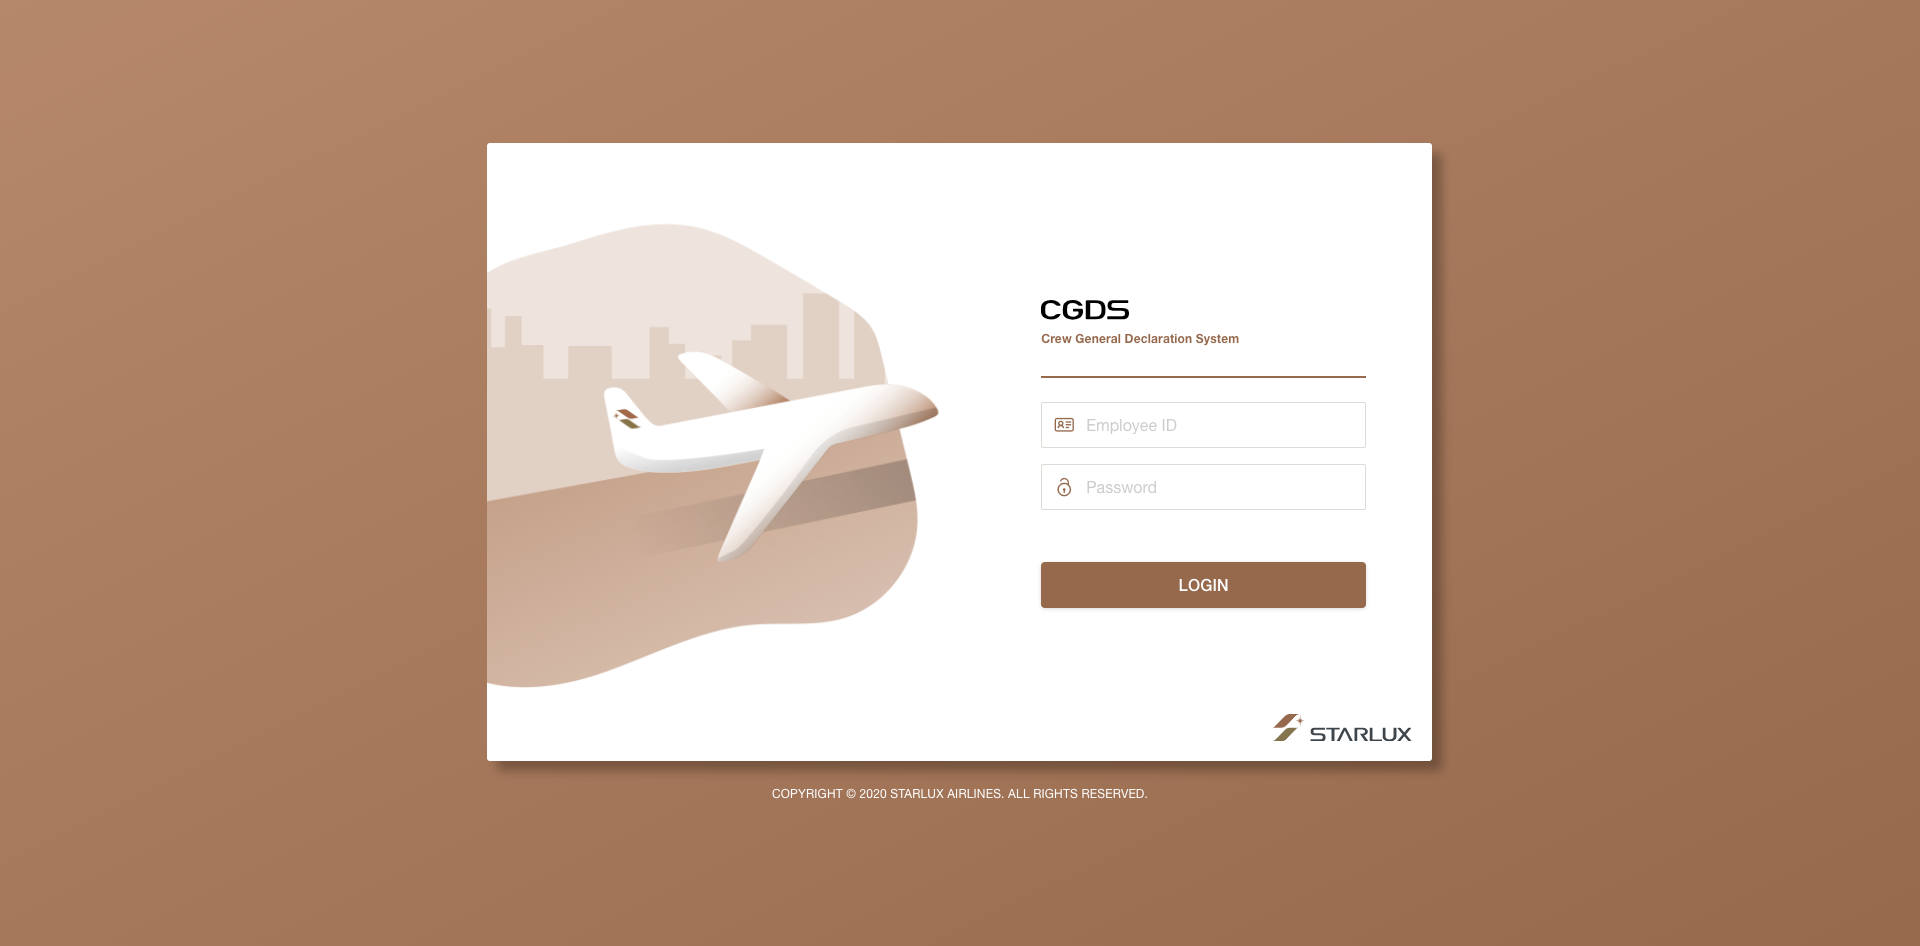 CGDS
Crew General Declaration System
Employee ID
Password
LOGIN
STARLUX
COPYRIGHT © 2020 STARLUX AIRLINES. ALL RIGHTS RESERVED.